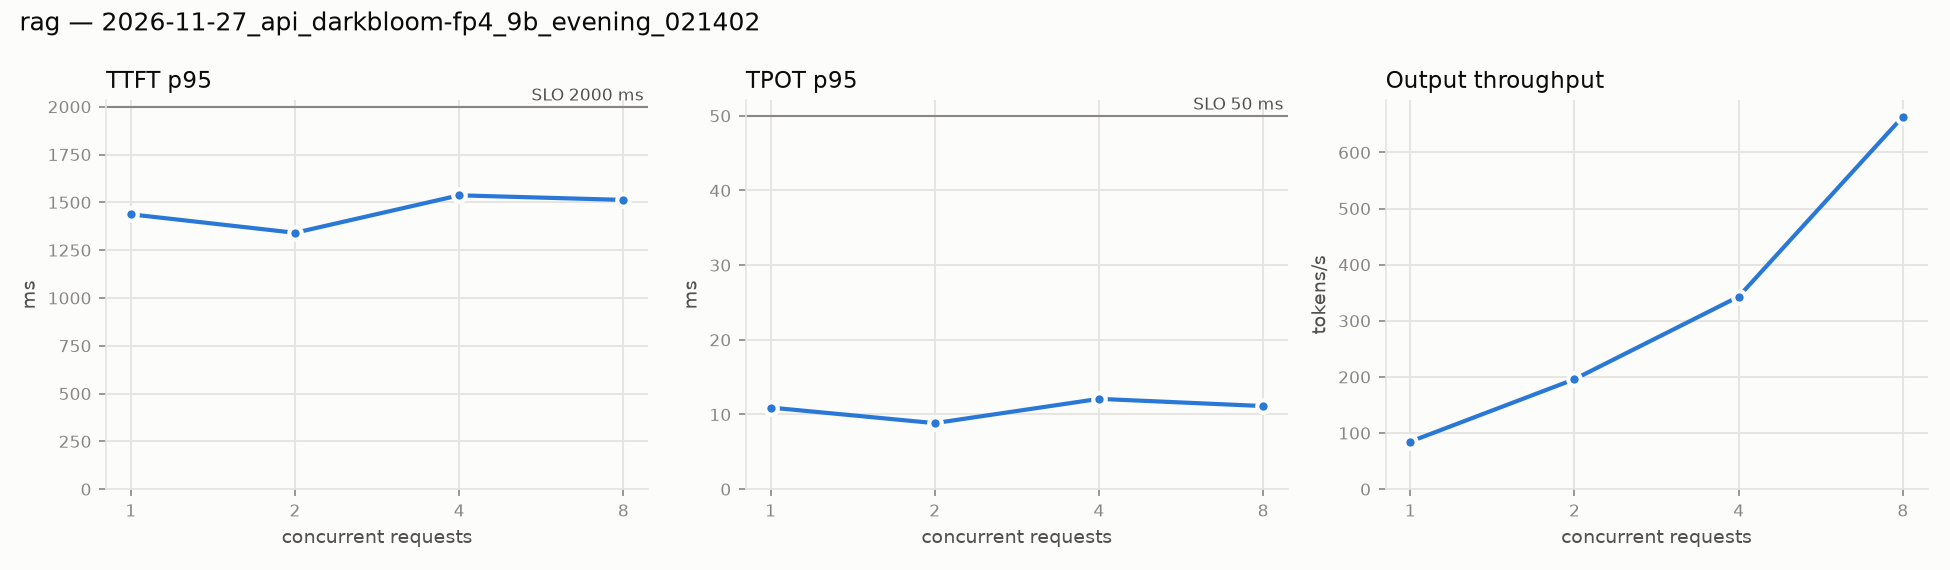 rag — 2026-11-27_api_darkbloom-fp4_9b_evening_021402
TTFT p95
SLO 2000 ms
2000
1750
1500
1250
1000
750
500
250
0
ms
1 2 4 8
concurrent requests
TPOT p95
SLO 50 ms
50
40
30
20
10
0
ms
1 2 4 8
concurrent requests
Output throughput
600
500
400
300
200
100
0
tokens/s
1 2 4 8
concurrent requests